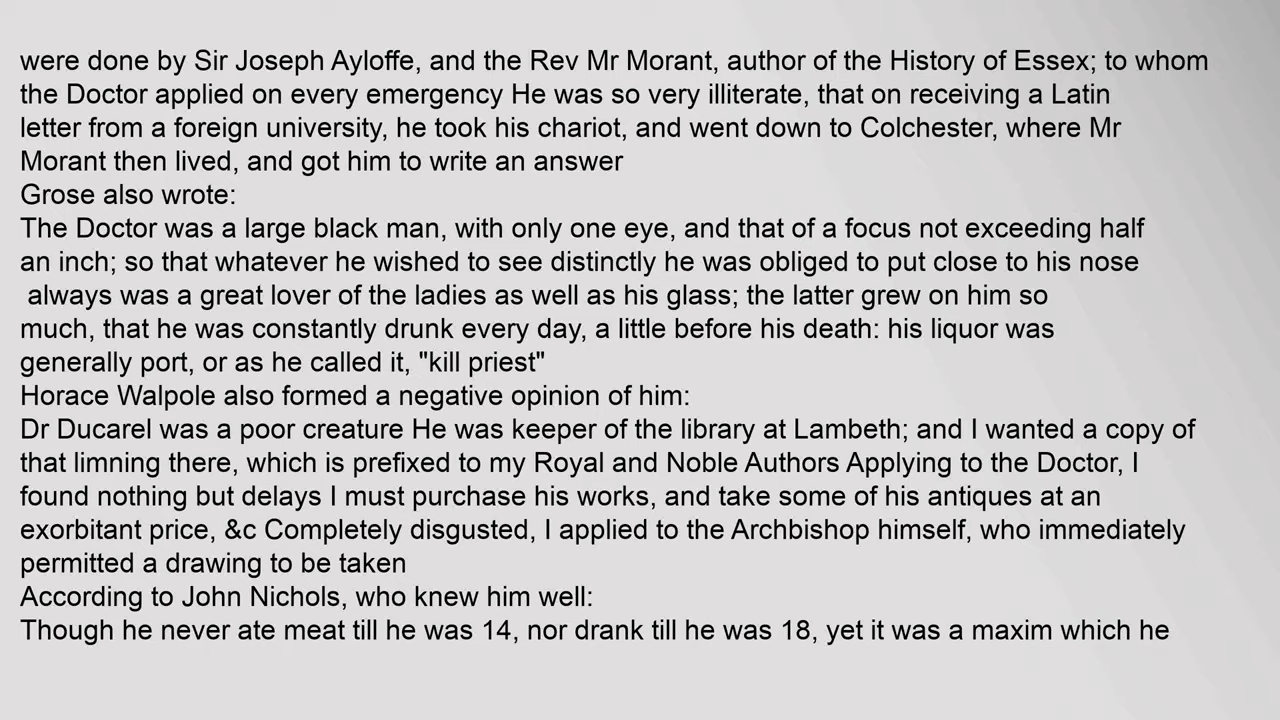 were done by Sir Joseph Ayloffe, and the Rev Mr Morant, author of the History of Essex; to whom
the Doctor applied on every emergency He was so very illiterate, that on receiving a Latin
letter from a foreign university, he took his chariot, and went down to Colchester, where Mr
Morant then lived, and got him to write an answer
Grose also wrote:
The Doctor was a large black man, with only one eye, and that of a focus not exceeding half
an inch; so that whatever he wished to see distinctly he was obliged to put close to his nose
always was a great lover of the ladies as well as his glass; the latter grew on him so
much, that he was constantly drunk every day, a little before his death: his liquor was
generally port, or as he called it, "kill priest"
Horace Walpole also formed a negative opinion of him:
Dr Ducarel was a poor creature He was keeper of the library at Lambeth; and I wanted a copy of
that limning there, which is prefixed to my Royal and Noble Authors Applying to the Doctor, I
found nothing but delays I must purchase his works, and take some of his antiques at an
exorbitant price, &c Completely disgusted, I applied to the Archbishop himself, who immediately
permitted a drawing to be taken
According to John Nichols, who knew him well:
Though he never ate meat till he was 14, nor drank till he was 18, yet it was a maxim which he